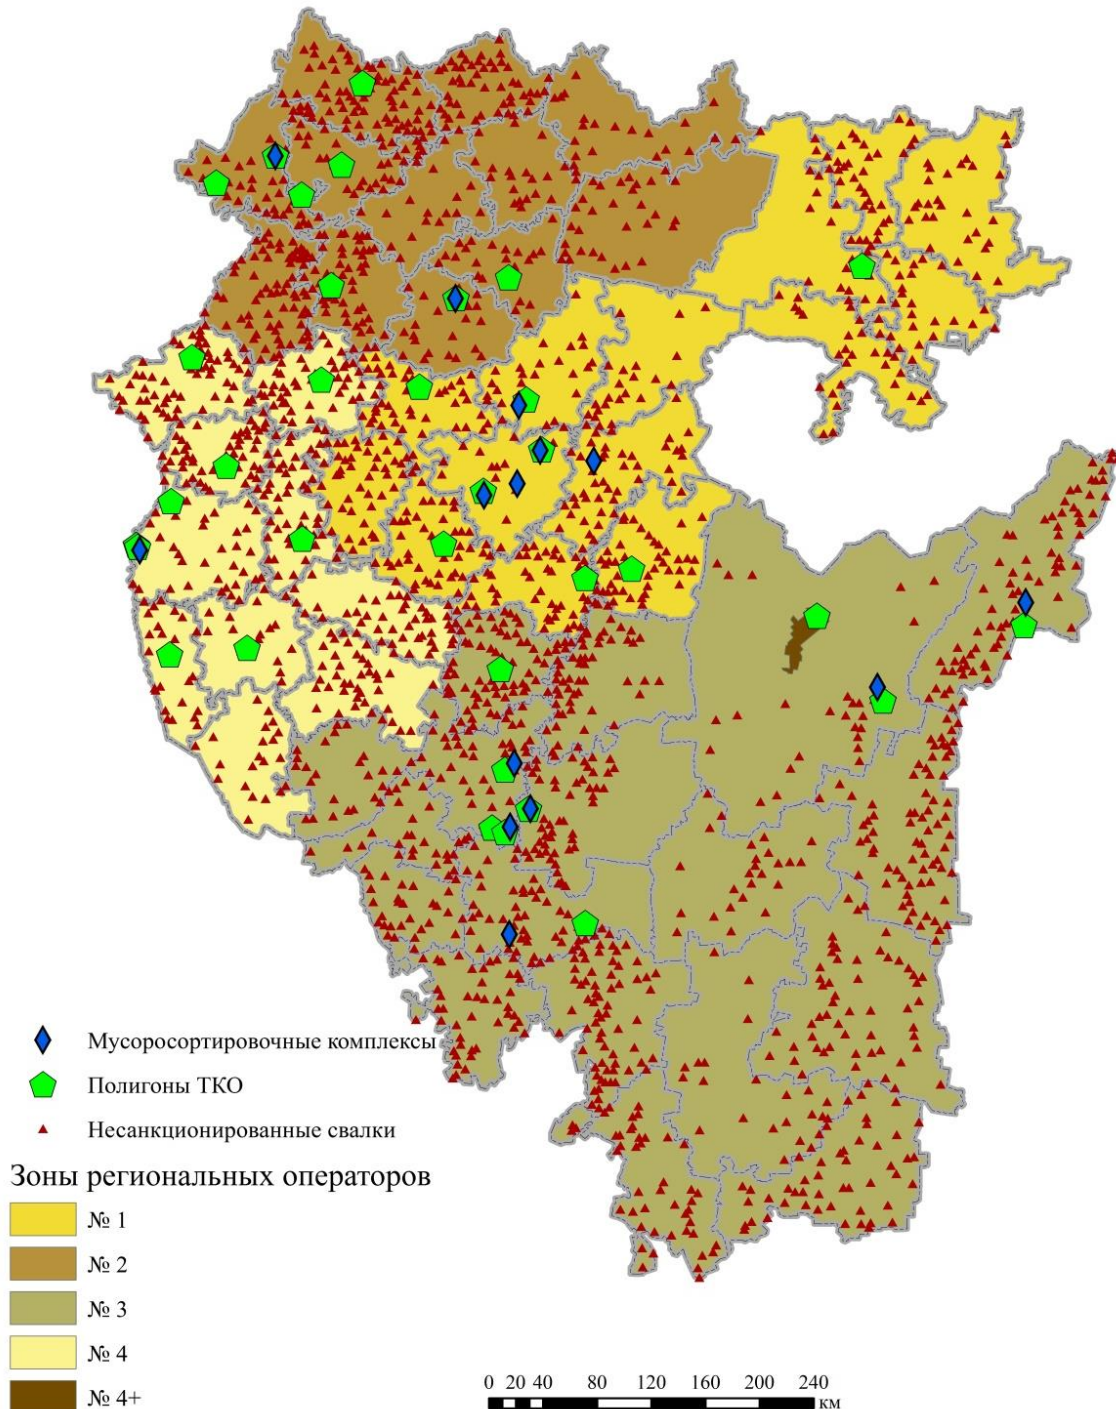 Мусоросортировочные комплексы
Полигоны ТКО
Несанкционированные свалки
Зоны региональных операторов
№ 1
№ 2
№ 3
№ 4
№ 4+
0 20 40 80 120 160 200 240
км